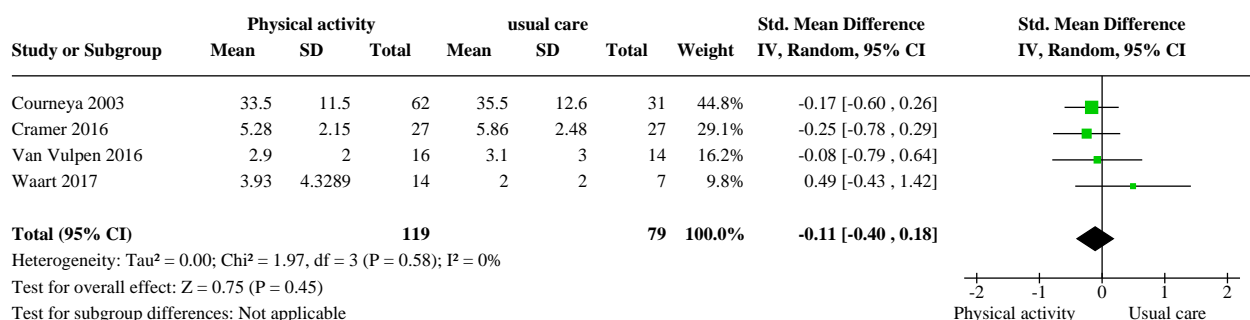 Physical activity usual care Std. Mean Difference Std. Mean Difference
Study or Subgroup Mean SD Total Mean SD Total Weight IV, Random, 95% CI IV, Random, 95% CI
Courneya 2003 33.5 11.5 62 35.5 12.6 31 44.8% -0.17 [-0.60 , 0.26]
Cramer 2016 5.28 2.15 27 5.86 2.48 27 29.1% -0.25 [-0.78 , 0.29]
Van Vulpen 2016 2.9 2 16 3.1 3 14 16.2% -0.08 [-0.79 , 0.64]
Waart 2017 3.93 4.3289 14 2 2 7 9.8% 0.49 [-0.43 , 1.42]
Total (95% CI) 119 79 100.0% -0.11 [-0.40 , 0.18]
Heterogeneity: Tau² = 0.00; Chi² = 1.97, df = 3 (P = 0.58); I² = 0%
Test for overall effect: Z = 0.75 (P = 0.45)
-2 -1 0 1 2
Test for subgroup differences: Not applicable
Physical activity Usual care